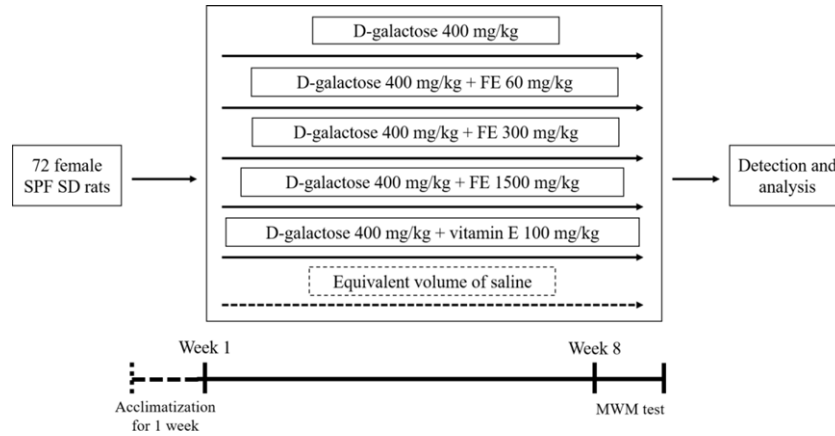 D-galactose 400 mg/kg
D-galactose 400 mg/kg + FE 60 mg/kg
D-galactose 400 mg/kg + FE 300 mg/kg
72 female
SPF SD rats
Detection and
analysis
D-galactose 400 mg/kg + FE 1500 mg/kg
D-galactose 400 mg/kg + vitamin E 100 mg/kg
Equivalent volume of saline
Week 1
Week 8
Acclimatization
for 1 week
MWM test